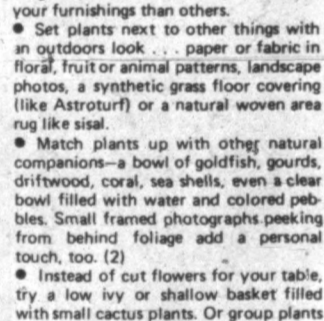 your furnishings than others.
● Set plants next to other things with
an outdoors look . . . paper or fabric in
floral, fruit or animal patterns, landscape
photos, a synthetic grass floor covering
(like Astroturf) or a natural woven area
rug like sisal.
● Match plants up with other natural
companions—a bowl of goldfish, gourds,
driftwood, coral, sea shells, even a clear
bowl filled with water and colored peb-
bles. Small framed photographs peeking
from behind foliage add a personal
touch, too. (2)
● Instead of cut flowers for your table,
try a low ivy or shallow basket filled
with small cactus plants. Or group plants